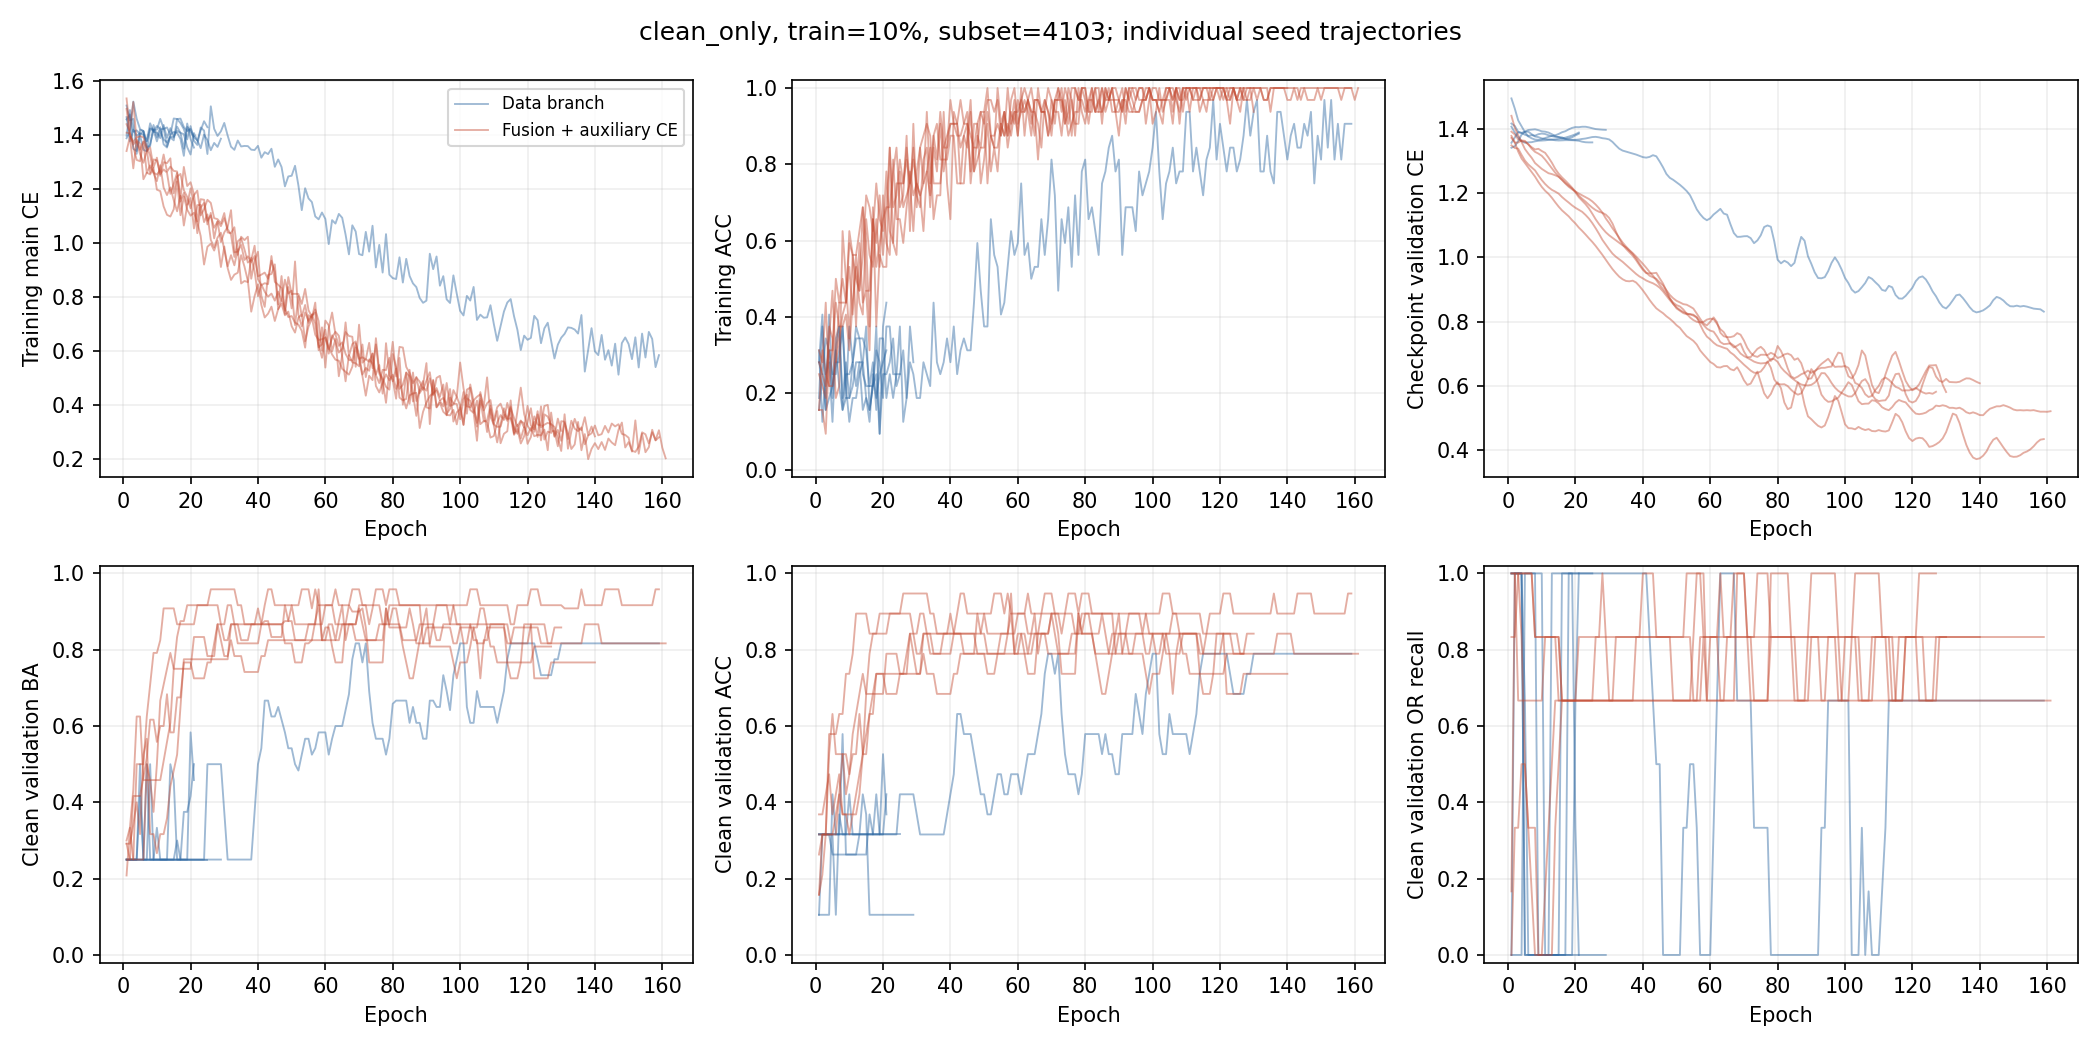 clean_only, train=10%, subset=4103; individual seed trajectories
1.6
1.4
1.2
1.0
0.8
0.6
0.4
0.2
Training main CE
Data branch
Fusion + auxiliary CE
0 20 40 60 80 100 120 140 160
Epoch
1.0
0.8
0.6
0.4
0.2
0.0
Training ACC
0 20 40 60 80 100 120 140 160
Epoch
1.4
1.2
1.0
0.8
0.6
0.4
Checkpoint validation CE
0 20 40 60 80 100 120 140 160
Epoch
1.0
0.8
0.6
0.4
0.2
0.0
Clean validation BA
0 20 40 60 80 100 120 140 160
Epoch
1.0
0.8
0.6
0.4
0.2
0.0
Clean validation ACC
0 20 40 60 80 100 120 140 160
Epoch
1.0
0.8
0.6
0.4
0.2
0.0
Clean validation OR recall
0 20 40 60 80 100 120 140 160
Epoch